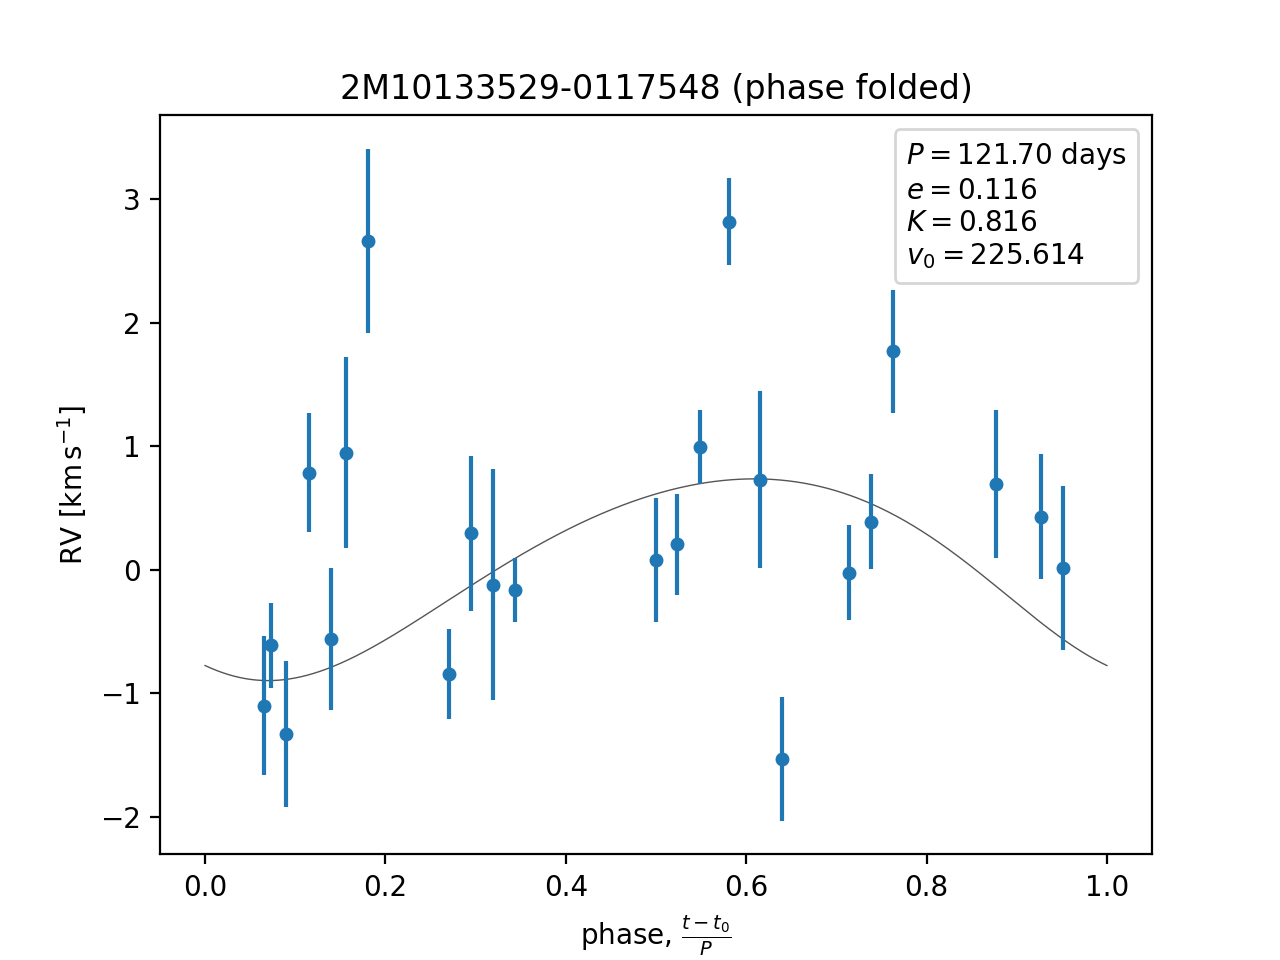 2M10133529-0117548 (phase folded)
P = 121.70 days
e = 0.116
K = 0.816
v₀ = 225.614
3
2
1
0
−1
−2
RV [km s⁻¹]
0.0 0.2 0.4 0.6 0.8 1.0
phase, (t − t₀)/P